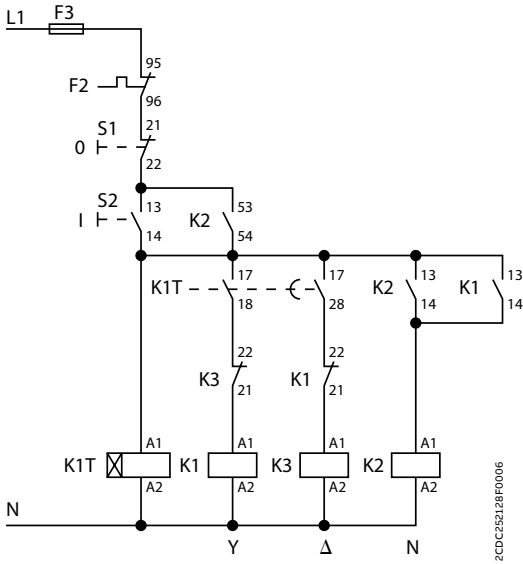 L1 F3
95
F2
96
S1 21
0
22
S2 13 53
I K2
14 54
17 17 13 13
K1T K2 K1
18 28 14 14
22 22
K3 K1
21 21
A1 A1 A1 A1
K1T K1 K3 K2
A2 A2 A2 A2
N
Y Δ N
2CDC252128F0006